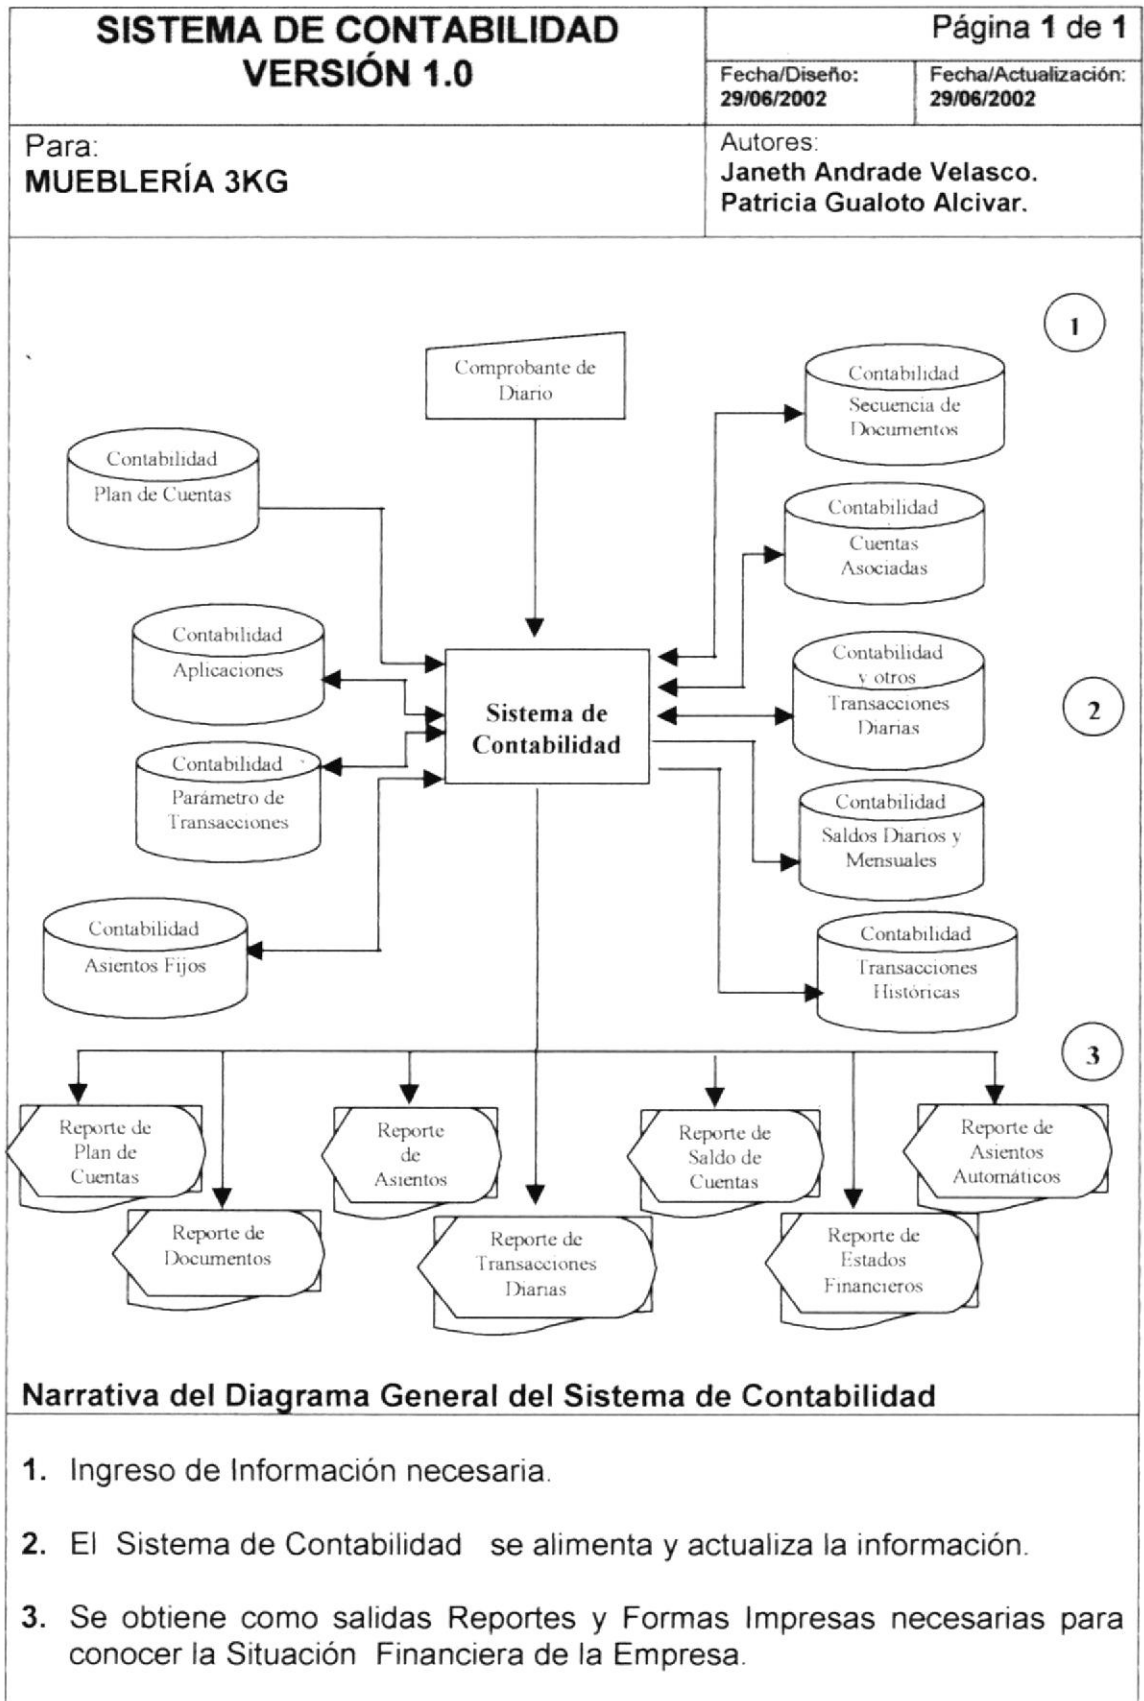 SISTEMA DE CONTABILIDAD
VERSIÓN 1.0
Página 1 de 1
Fecha/Diseño:
29/06/2002
Fecha/Actualización:
29/06/2002
Para:
MUEBLERÍA 3KG
Autores:
Janeth Andrade Velasco.
Patricia Gualoto Alcivar.
1
Comprobante de
Diario
Contabilidad
Secuencia de
Documentos
Contabilidad
Plan de Cuentas
Contabilidad
Cuentas
Asociadas
Contabilidad
Aplicaciones
Contabilidad
y otros
Transacciones
Diarias
2
Sistema de
Contabilidad
Contabilidad
Parámetro de
Transacciones
Contabilidad
Saldos Diarios y
Mensuales
Contabilidad
Asientos Fijos
Contabilidad
Transacciones
Históricas
3
Reporte de
Plan de
Cuentas
Reporte
de
Asientos
Reporte de
Saldo de
Cuentas
Reporte de
Asientos
Automáticos
Reporte de
Documentos
Reporte de
Transacciones
Diarias
Reporte de
Estados
Financieros
Narrativa del Diagrama General del Sistema de Contabilidad
1. Ingreso de Información necesaria.
2. El Sistema de Contabilidad se alimenta y actualiza la información.
3. Se obtiene como salidas Reportes y Formas Impresas necesarias para
conocer la Situación Financiera de la Empresa.